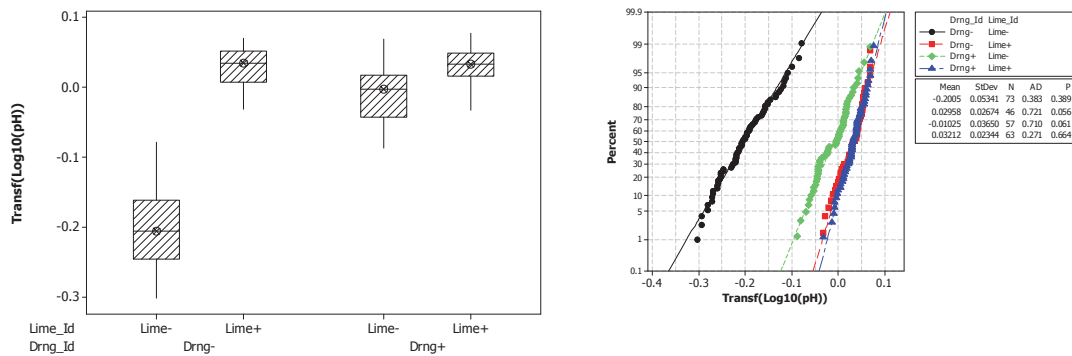 0.1
0.0
-0.1
-0.2
-0.3
Transf(Log10(pH))
Lime_Id Lime- Lime+ Lime- Lime+
Drng_Id Drng- Drng+
99.9
99
95
90
80
70
60
50
40
30
20
10
5
1
0.1
Percent
-0.4 -0.3 -0.2 -0.1 0.0 0.1
Transf(Log10(pH))
Drng_Id Lime_Id
Drng- Lime-
Drng- Lime+
Drng+ Lime-
Drng+ Lime+
Mean StDev N AD P
-0.2005 0.05341 73 0.383 0.389
0.02958 0.02674 46 0.721 0.056
-0.01025 0.03650 57 0.710 0.061
0.03212 0.02344 63 0.271 0.664